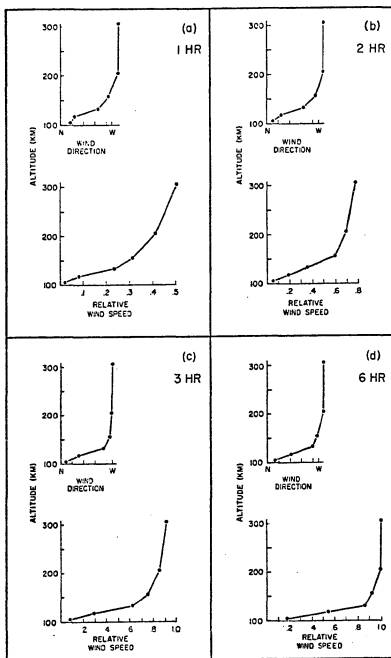 (a)
1 HR
300
200
100
N W
WIND
DIRECTION
ALTITUDE (KM)
300
200
100
.1 .2 .3 .4 .5
RELATIVE
WIND SPEED
(b)
2 HR
300
200
100
N W
WIND
DIRECTION
ALTITUDE (KM)
300
200
100
.2 .4 .6 .8
RELATIVE
WIND SPEED
(c)
3 HR
300
200
100
N W
WIND
DIRECTION
ALTITUDE (KM)
300
200
100
.2 .4 .6 .8 1.0
RELATIVE
WIND SPEED
(d)
6 HR
300
200
100
N W
WIND
DIRECTION
ALTITUDE (KM)
300
200
100
.2 .4 .6 .8 1.0
RELATIVE
WIND SPEED